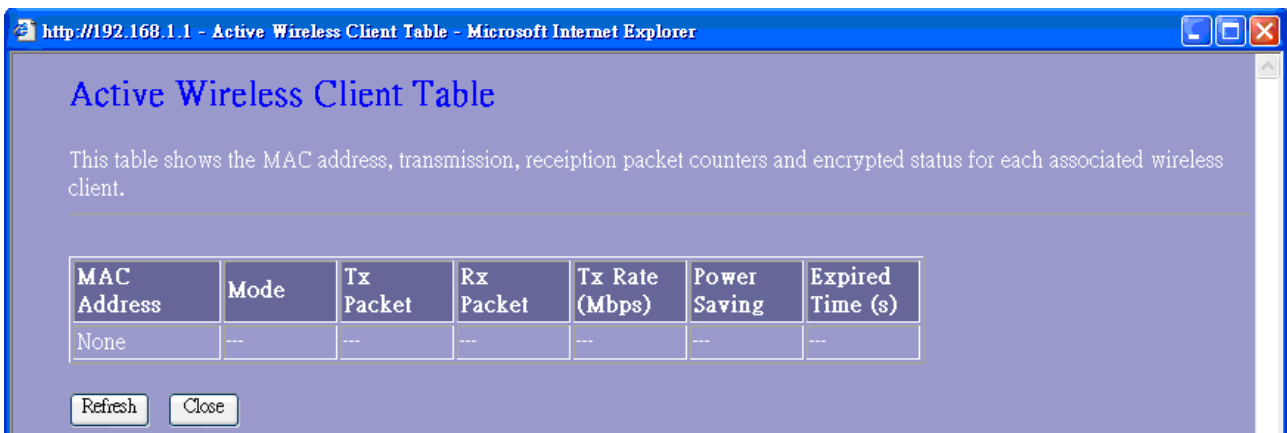 http://192.168.1.1 - Active Wireless Client Table - Microsoft Internet Explorer
Active Wireless Client Table
This table shows the MAC address, transmission, receiption packet counters and encrypted status for each associated wireless
client.
MAC Address Mode Tx Packet Rx Packet Tx Rate (Mbps) Power Saving Expired Time (s)
None --- --- --- --- --- ---
Refresh Close